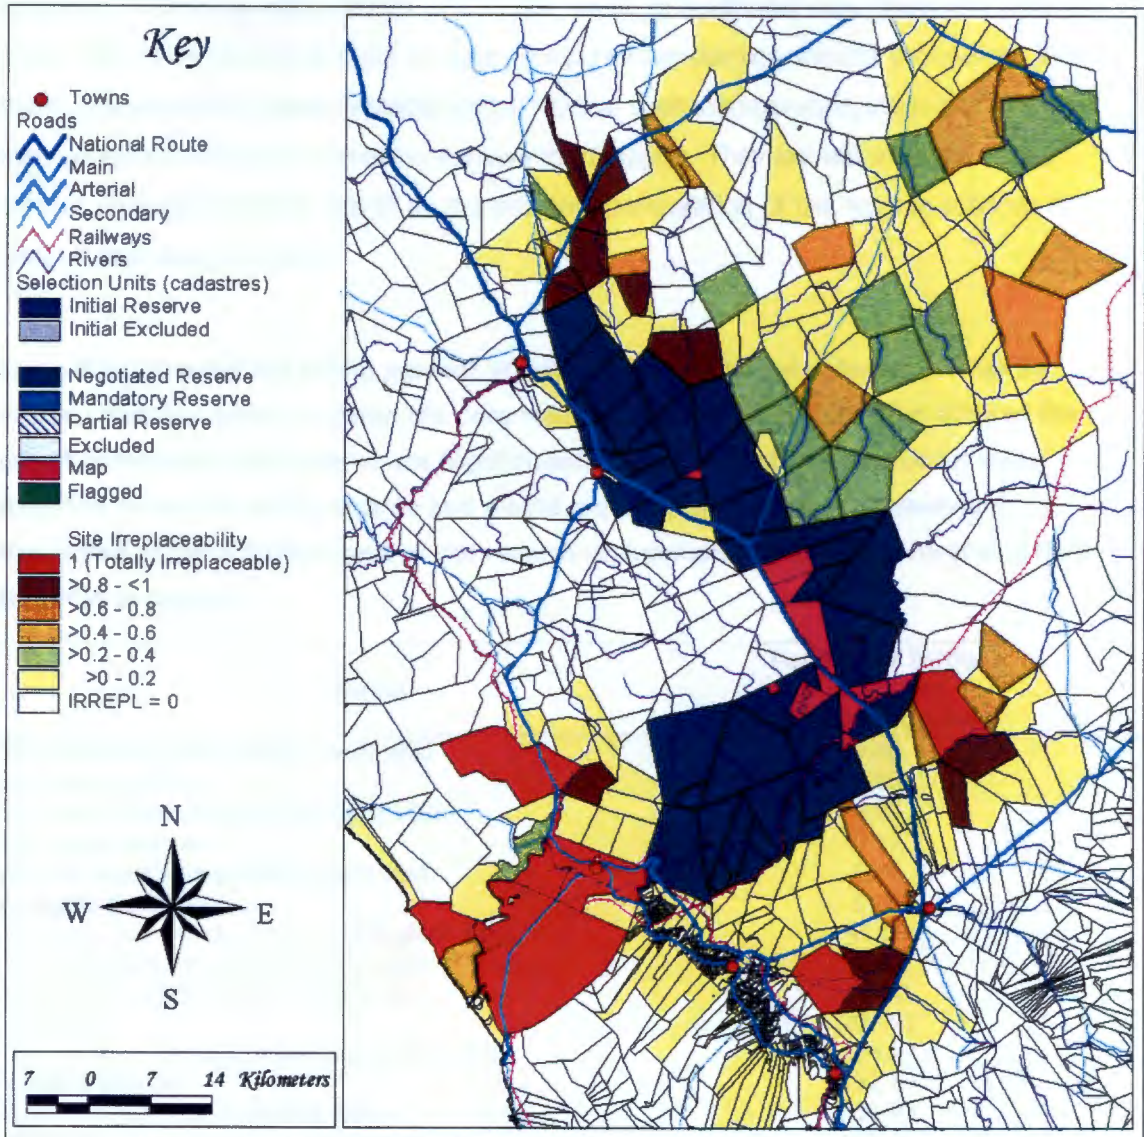 Key
Towns
Roads
National Route
Main
Arterial
Secondary
Railways
Rivers
Selection Units (cadastres)
Initial Reserve
Initial Excluded
Negotiated Reserve
Mandatory Reserve
Partial Reserve
Excluded
Map
Flagged
Site Irreplaceability
1 (Totally Irreplaceable)
>0.8 - <1
>0.6 - 0.8
>0.4 - 0.6
>0.2 - 0.4
>0 - 0.2
IRREPL = 0
N
W E
S
7 0 7 14 Kilometers